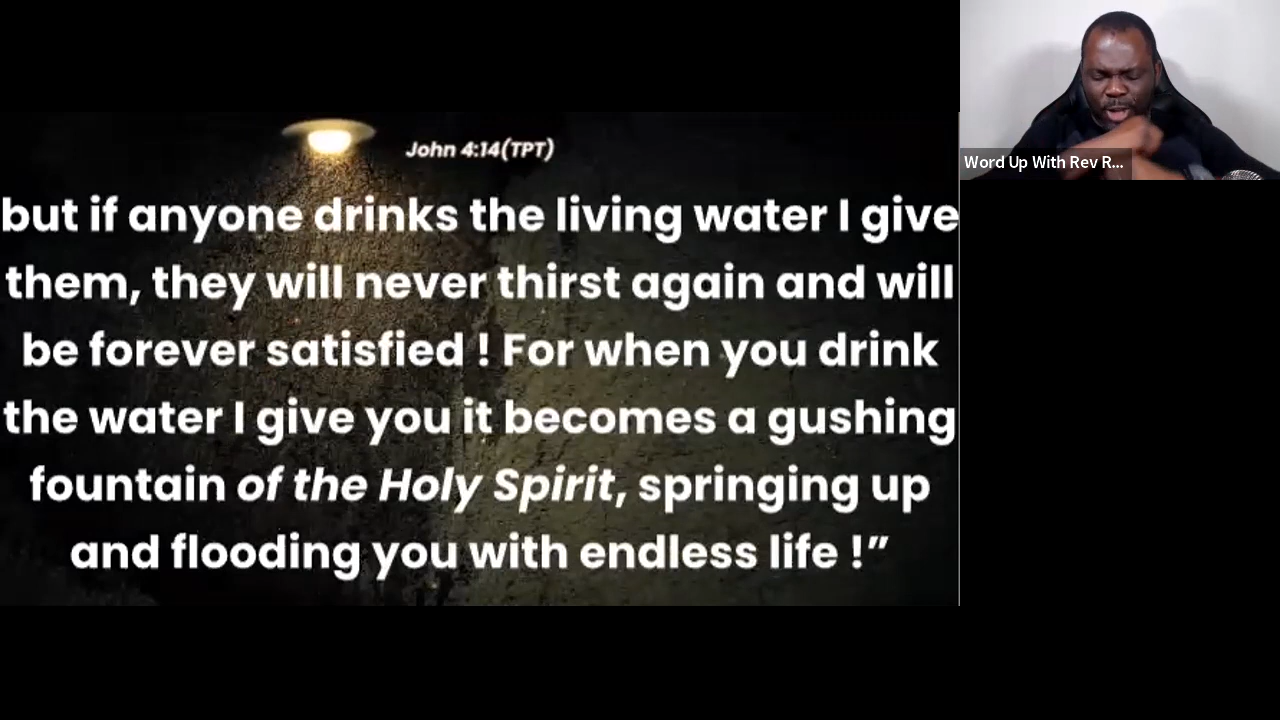 John 4:14(TPT)
but if anyone drinks the living water I give
them, they will never thirst again and will
be forever satisfied ! For when you drink
the water I give you it becomes a gushing
fountain of the Holy Spirit, springing up
and flooding you with endless life !”
Word Up With Rev R...